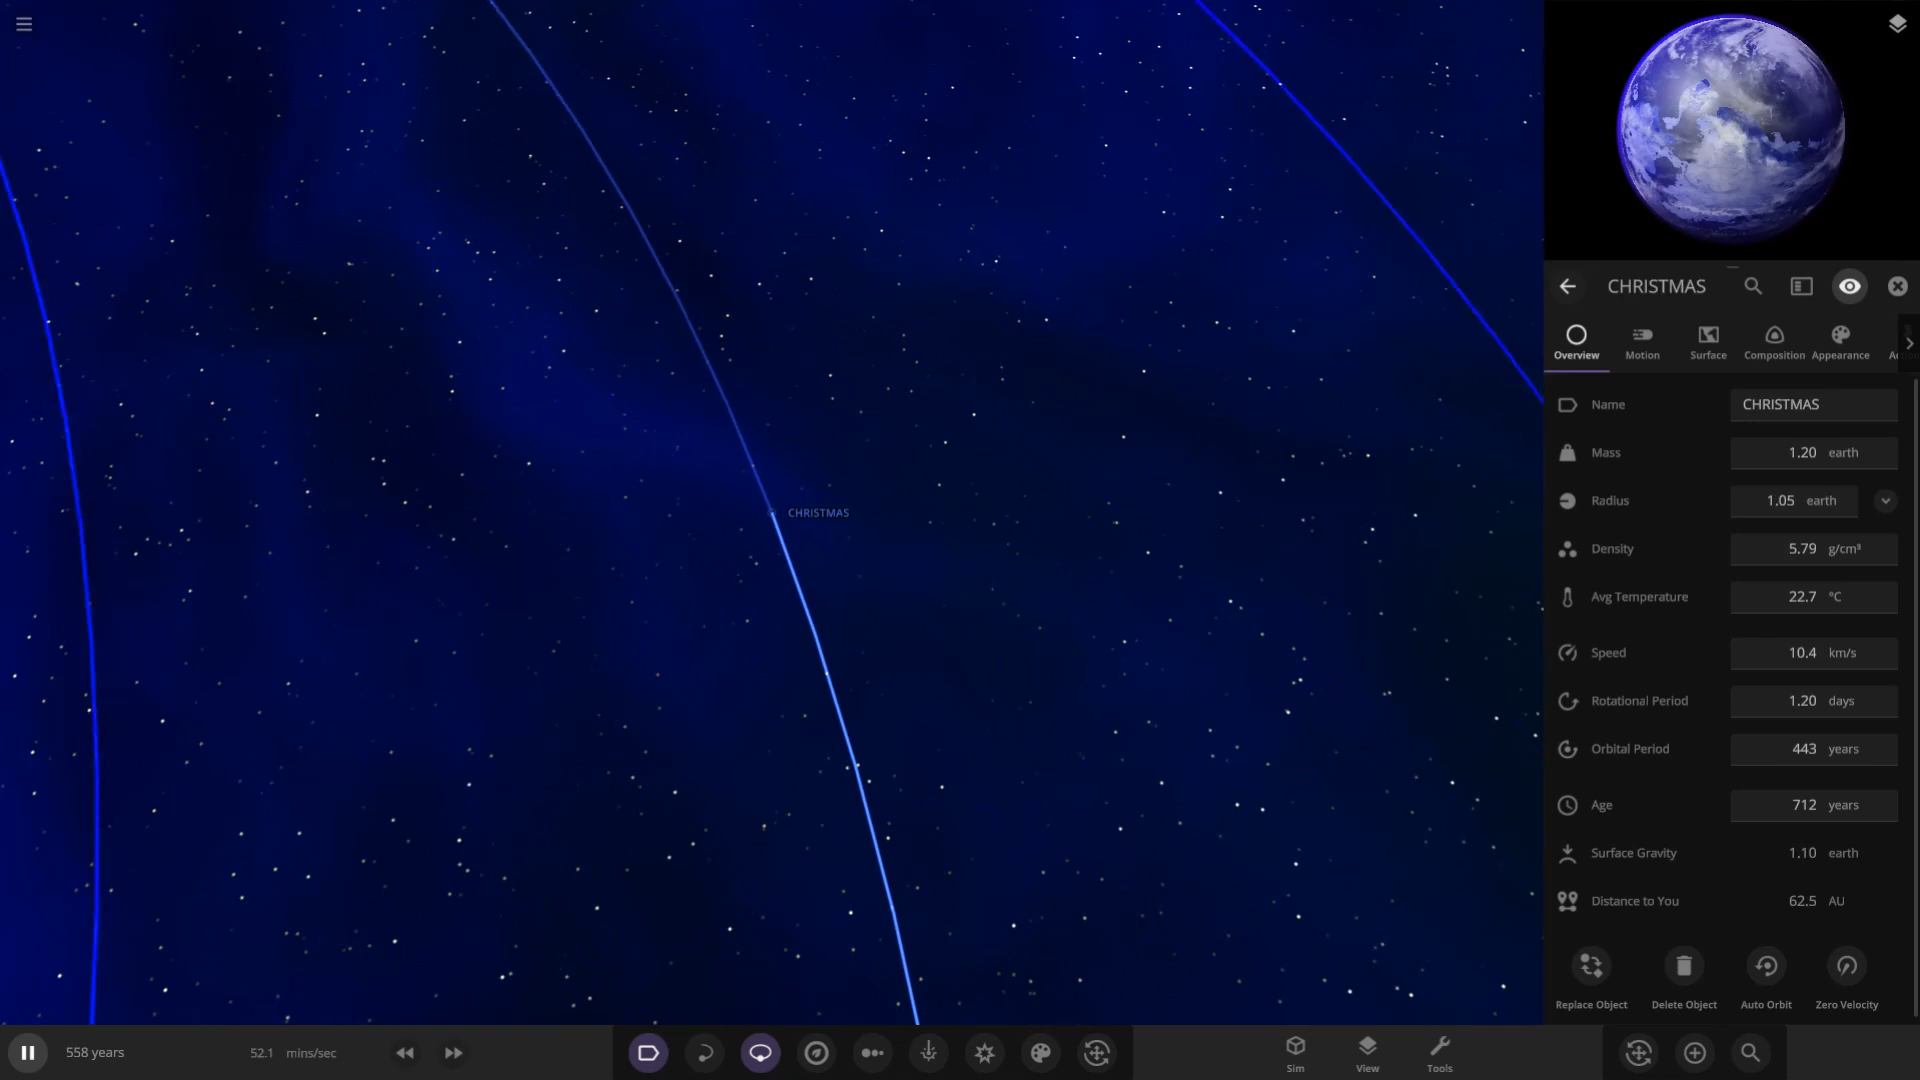 CHRISTMAS
CHRISTMAS
Overview Motion Surface Composition Appearance
Name CHRISTMAS
Mass 1.20 earth
Radius 1.05 earth
Density 5.79 g/cm³
Avg Temperature 22.7 °C
Speed 10.4 km/s
Rotational Period 1.20 days
Orbital Period 443 years
Age 712 years
Surface Gravity 1.10 earth
Distance to You 62.5 AU
Replace Object Delete Object Auto Orbit Zero Velocity
558 years 52.1 mins/sec Sim View Tools